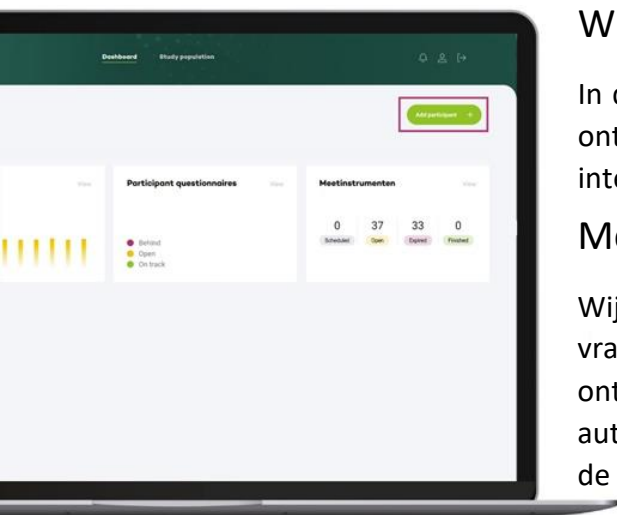 Dashboard Study population
Add participant +
View
Participant questionnaires View
Behind
Open
On track
Meetinstrumenten View
0 37 33 0
Scheduled Open Expired Finished
W
In
ont
inte
Me
Wij
vra
ont
aut
de